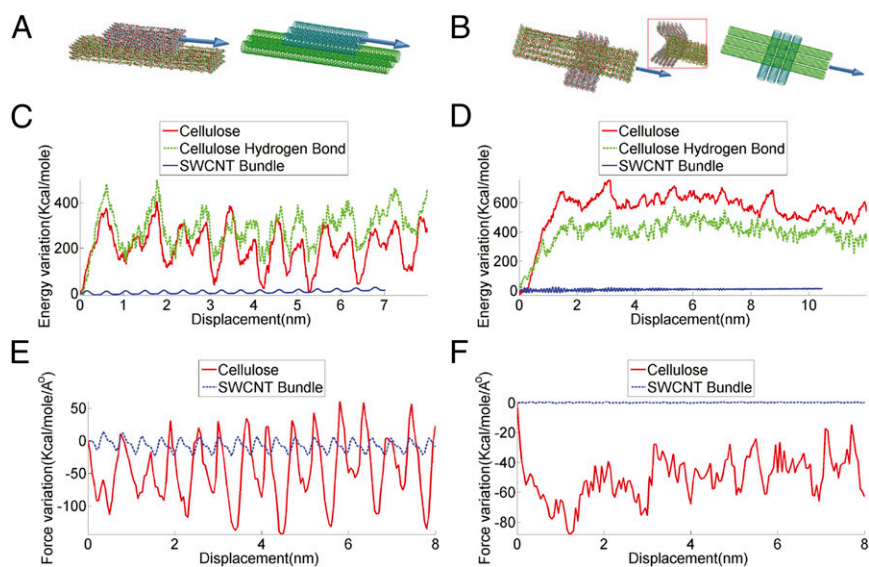 A
B
C
Cellulose
Cellulose Hydrogen Bond
SWCNT Bundle
Energy variation(Kcal/mole)
400
200
0
0 1 2 3 4 5 6 7
Displacement(nm)
D
Cellulose
Cellulose Hydrogen Bond
SWCNT Bundle
Energy variation(Kcal/mole)
600
400
200
0
0 2 4 6 8 10
Displacement(nm)
E
Cellulose
SWCNT Bundle
Force variation(Kcal/mole/A°)
50
0
-50
-100
0 2 4 6 8
Displacement(nm)
F
Cellulose
SWCNT Bundle
Force variation(Kcal/mole/A°)
0
-20
-40
-60
-80
0 2 4 6 8
Displacement(nm)